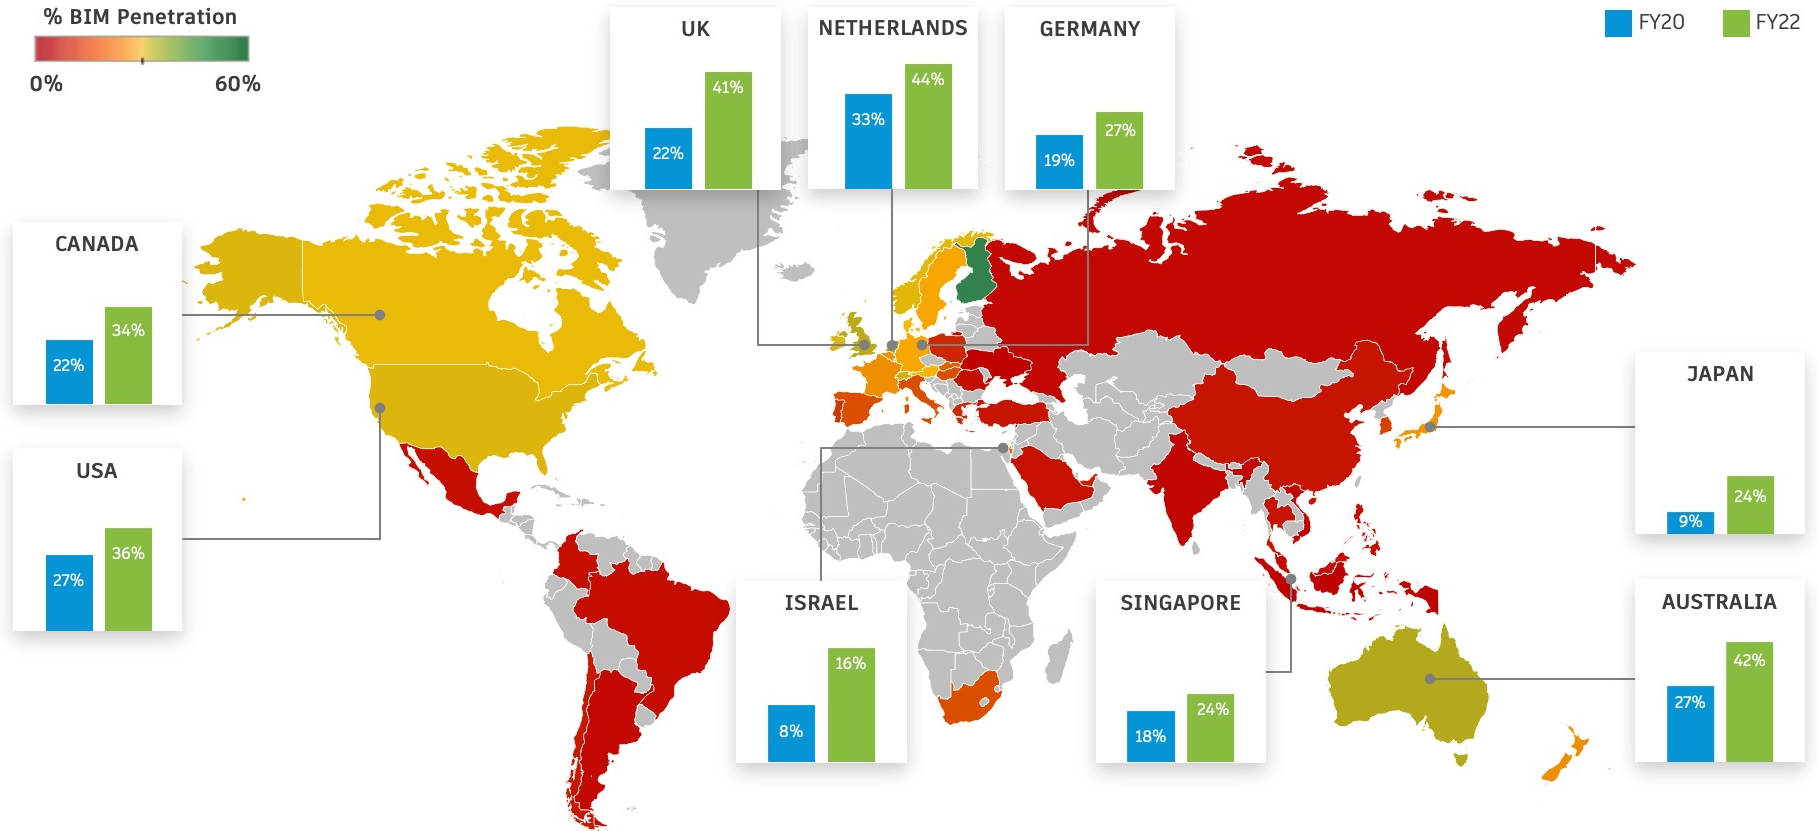 % BIM Penetration
0% 60%
FY20 FY22
UK
22% 41%
NETHERLANDS
33% 44%
GERMANY
19% 27%
CANADA
22% 34%
USA
27% 36%
JAPAN
9% 24%
ISRAEL
8% 16%
SINGAPORE
18% 24%
AUSTRALIA
27% 42%